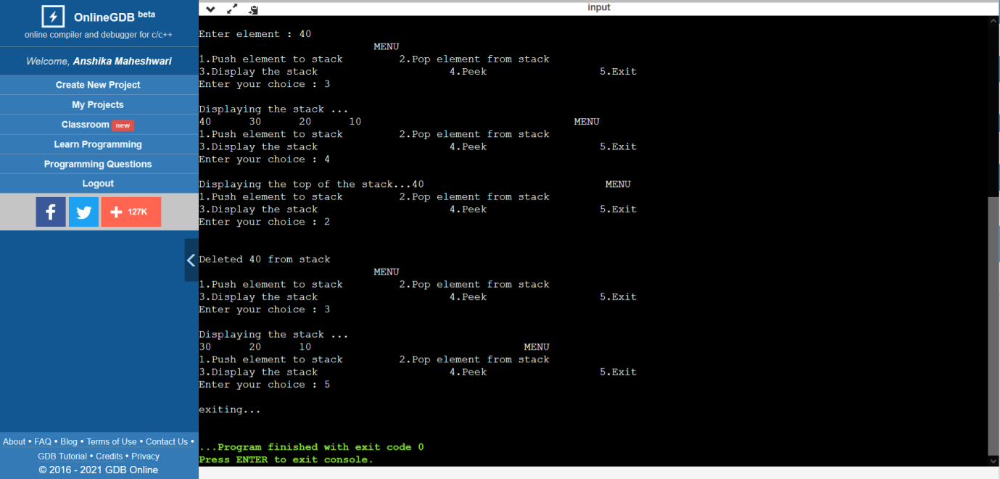 OnlineGDB beta
online compiler and debugger for c/c++
Welcome, Anshika Maheshwari
Create New Project
My Projects
Classroom new
Learn Programming
Programming Questions
Logout
127K
About • FAQ • Blog • Terms of Use • Contact Us •
GDB Tutorial • Credits • Privacy
© 2016 - 2021 GDB Online
input
Enter element : 40
MENU
1.Push element to stack 2.Pop element from stack
3.Display the stack 4.Peek 5.Exit
Enter your choice : 3
Displaying the stack ...
40 30 20 10 MENU
1.Push element to stack 2.Pop element from stack
3.Display the stack 4.Peek 5.Exit
Enter your choice : 4
Displaying the top of the stack...40 MENU
1.Push element to stack 2.Pop element from stack
3.Display the stack 4.Peek 5.Exit
Enter your choice : 2
Deleted 40 from stack
MENU
1.Push element to stack 2.Pop element from stack
3.Display the stack 4.Peek 5.Exit
Enter your choice : 3
Displaying the stack ...
30 20 10 MENU
1.Push element to stack 2.Pop element from stack
3.Display the stack 4.Peek 5.Exit
Enter your choice : 5
exiting...
...Program finished with exit code 0
Press ENTER to exit console.